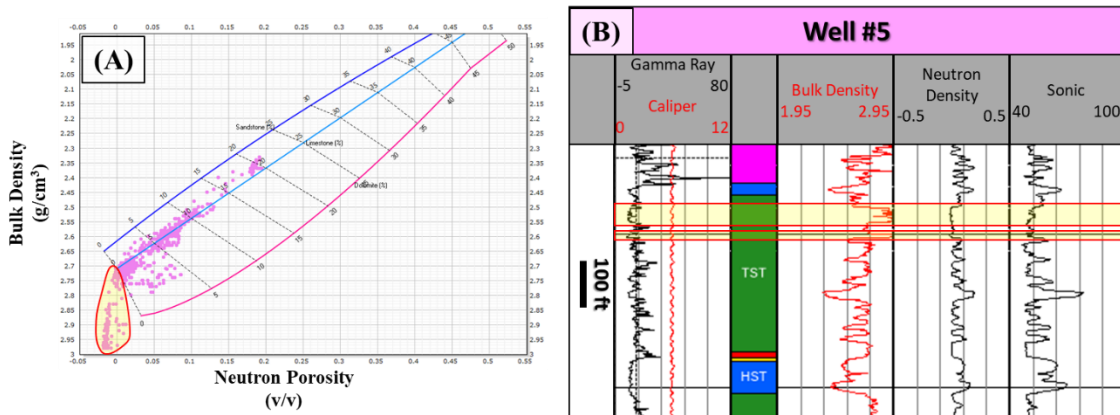 (A)
Bulk Density
(g/cm³)
1.95
2.05
2.1
2.15
2.2
2.25
2.3
2.35
2.4
2.45
2.5
2.55
2.6
2.65
2.7
2.75
2.8
2.85
2.9
2.95
3
-0.05
0
0.05
0.1
0.15
0.2
0.25
0.3
0.35
0.4
0.45
0.5
0.55
Sandstone [%]
Limestone [%]
Dolomite [%]
Neutron Porosity
(v/v)
(B)
Well #5
Gamma Ray
-5 80
Caliper
0 12
Bulk Density
1.95 2.95
Neutron
Density
-0.5 0.5
Sonic
40 100
100 ft
TST
HST